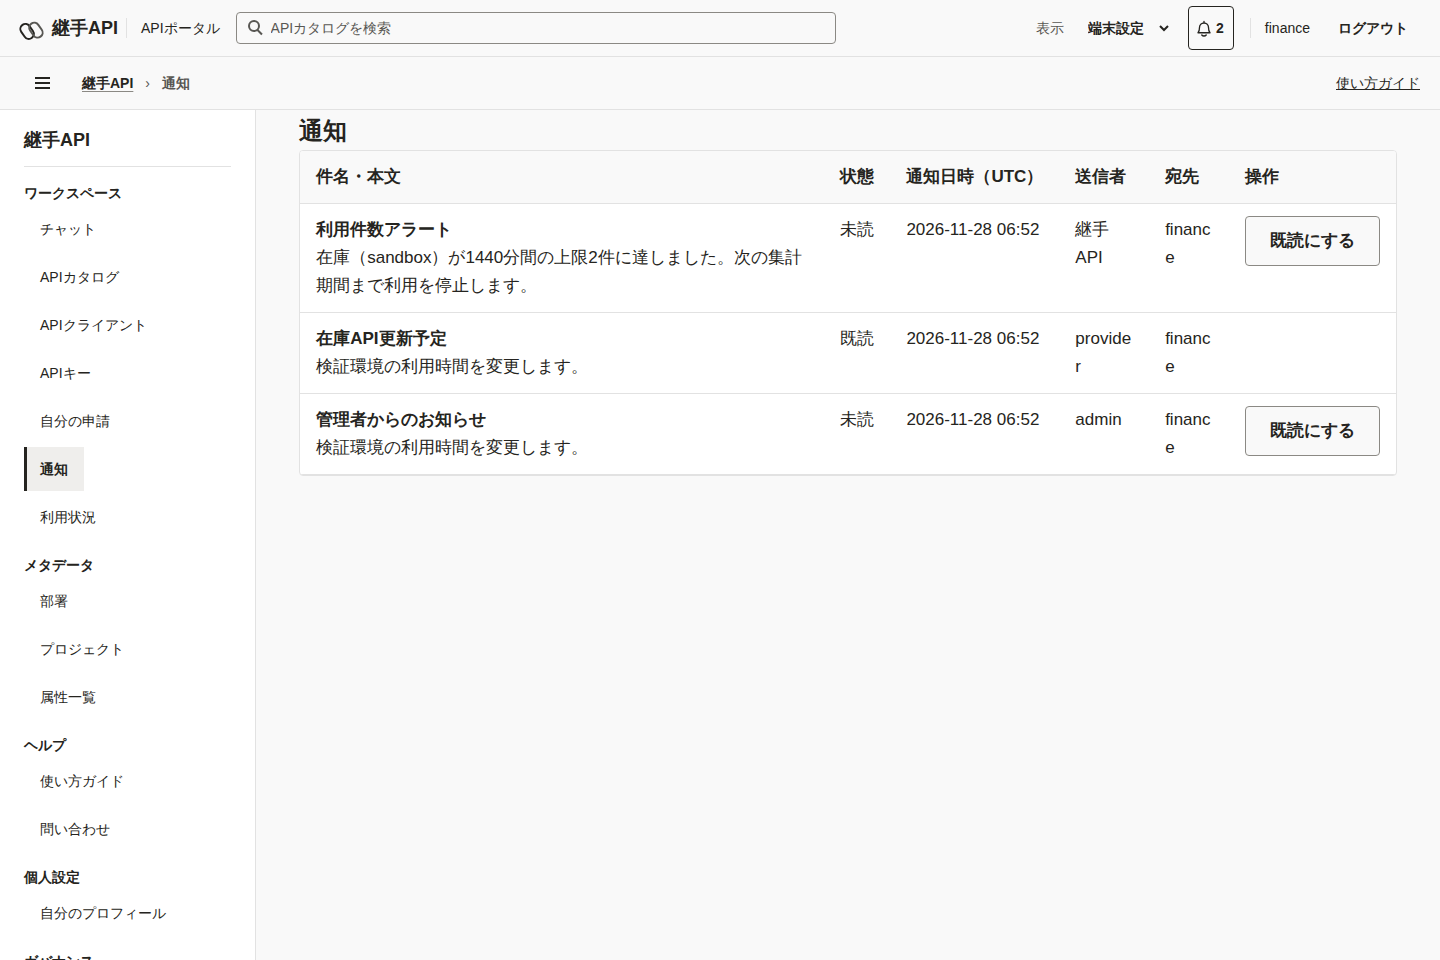 継手API
APIポータル
APIカタログを検索
表示
端末設定
2
finance
ログアウト
継手API › 通知
使い方ガイド
継手API
ワークスペース
チャット
APIカタログ
APIクライアント
APIキー
自分の申請
通知
利用状況
メタデータ
部署
プロジェクト
属性一覧
ヘルプ
使い方ガイド
問い合わせ
個人設定
自分のプロフィール
ガバナンス
通知
件名・本文 状態 通知日時（UTC） 送信者 宛先 操作
利用件数アラート 未読 2026-11-28 06:52 継手 financ 既読にする
在庫（sandbox）が1440分間の上限2件に達しました。次の集計 API e
期間まで利用を停止します。
在庫API更新予定 既読 2026-11-28 06:52 provide financ
検証環境の利用時間を変更します。 r e
管理者からのお知らせ 未読 2026-11-28 06:52 admin financ 既読にする
検証環境の利用時間を変更します。 e